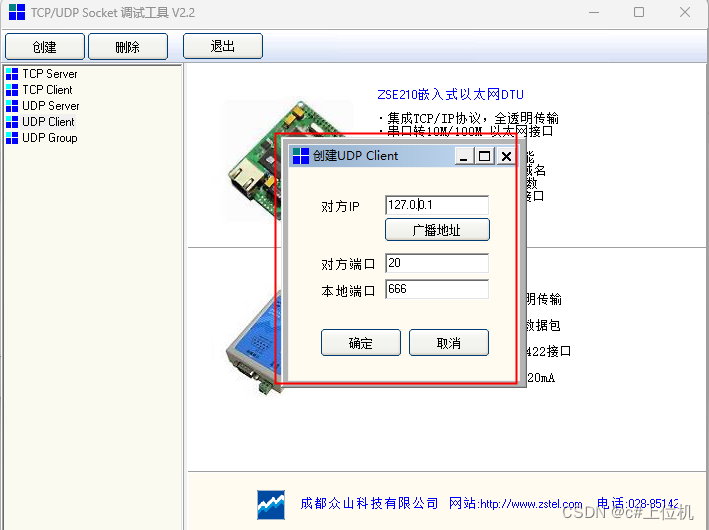 TCP/UDP Socket 调试工具 V2.2
创建 删除 退出
TCP Server
TCP Client
UDP Server
UDP Client
UDP Group
ZSE210嵌入式以太网DTU
·集成TCP/IP协议，全透明传输
·串口转10M/100M 以太网接口
能
域名
数
接口
创建UDP Client
对方IP 127.0.0.1
广播地址
对方端口 20
本地端口 666
确定 取消
明传输
数据包
422接口
20mA
成都众山科技有限公司 网站:http://www.zstel.com 电话:028-85142
CSDN @c#上位机